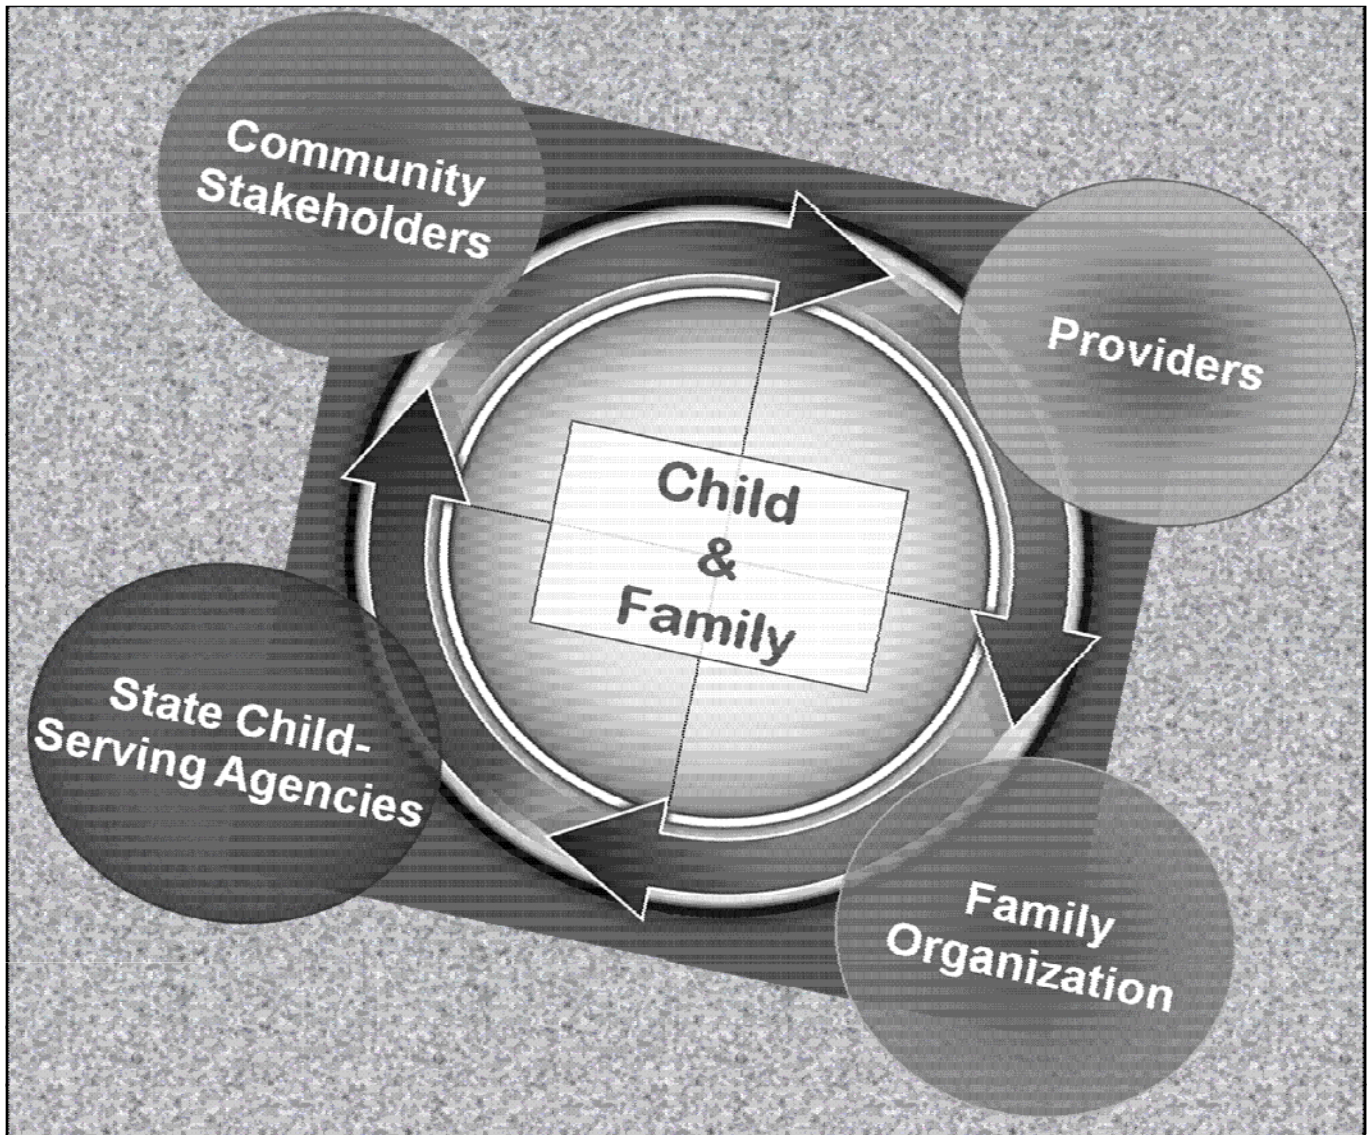 Community
Stakeholders
Providers
Child
&
Family
State Child-
Serving Agencies
Family
Organization